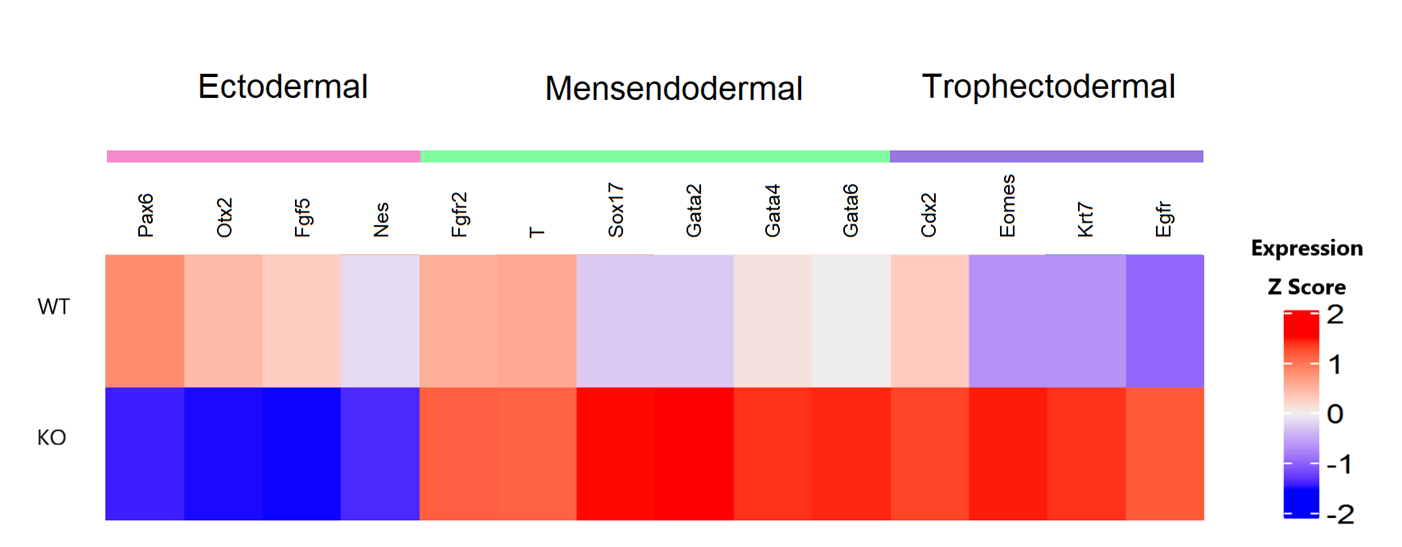 Ectodermal
Mensendodermal
Trophectodermal
Pax6
Otx2
Fgf5
Nes
Fgfr2
T
Sox17
Gata2
Gata4
Gata6
Cdx2
Eomes
Krt7
Egfr
WT
KO
Expression
Z Score
2
1
0
-1
-2